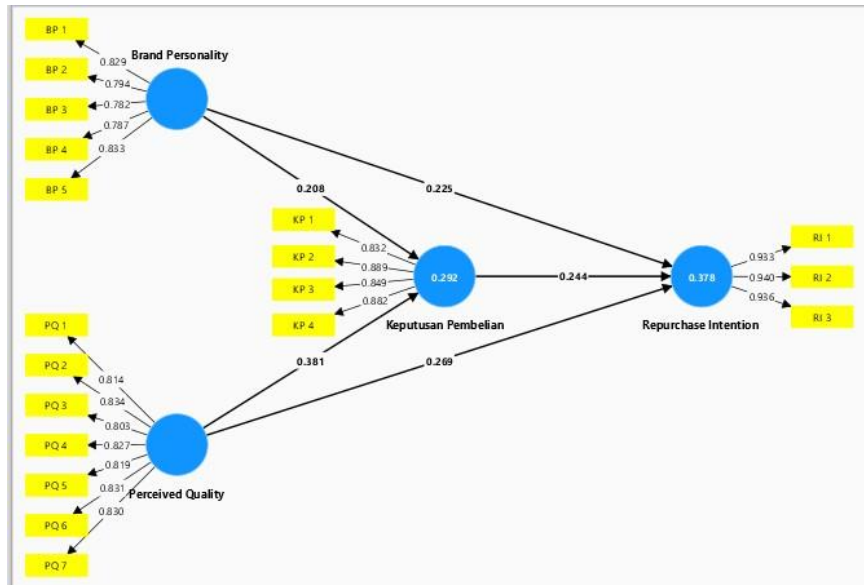 BP 1
BP 2
BP 3
BP 4
BP 5
Brand Personality
0.829
0.794
0.782
0.787
0.833
0.208
0.225
KP 1
KP 2
KP 3
KP 4
0.832
0.889
0.849
0.882
0.292
Keputusan Pembelian
0.244
0.378
Repurchase Intention
0.933
0.940
0.936
RI 1
RI 2
RI 3
0.381
0.269
PQ 1
PQ 2
PQ 3
PQ 4
PQ 5
PQ 6
PQ 7
0.814
0.834
0.803
0.827
0.819
0.831
0.830
Perceived Quality